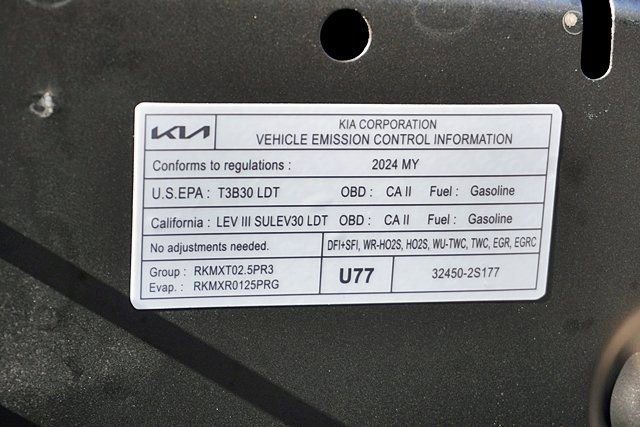 KIA KIA CORPORATION
VEHICLE EMISSION CONTROL INFORMATION
Conforms to regulations : 2024 MY
U.S.EPA : T3B30 LDT OBD : CA II Fuel : Gasoline
California : LEV III SULEV30 LDT OBD : CA II Fuel : Gasoline
No adjustments needed. DFI+SFI, WR-HO2S, HO2S, WU-TWC, TWC, EGR, EGRC
Group : RKMXT02.5PR3
Evap. : RKMXR0125PRG
U77 32450-2S177